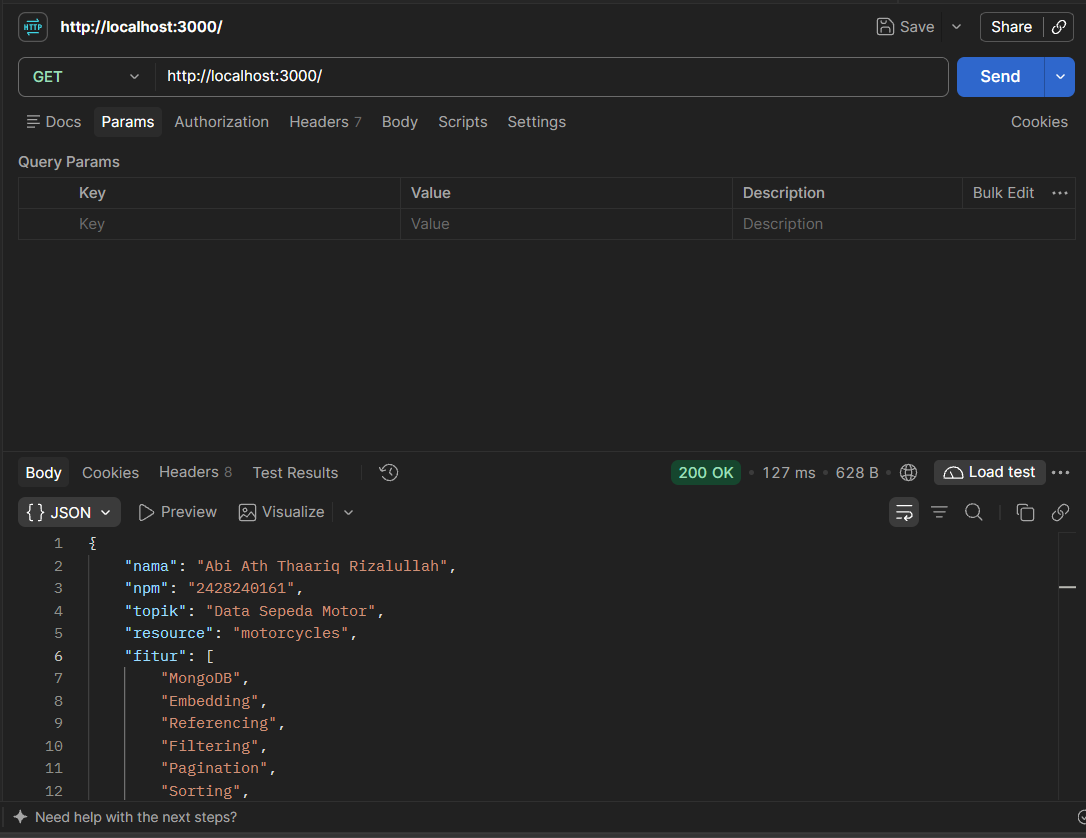 HTTP http://localhost:3000/ Save Share
GET http://localhost:3000/ Send
Docs Params Authorization Headers 7 Body Scripts Settings Cookies
Query Params
Key Value Description Bulk Edit
Key Value Description
Body Cookies Headers 8 Test Results 200 OK • 127 ms • 628 B • Load test
{} JSON Preview Visualize
1 {
2 "nama": "Abi Ath Thaariq Rizalullah",
3 "npm": "2428240161",
4 "topik": "Data Sepeda Motor",
5 "resource": "motorcycles",
6 "fitur": [
7 "MongoDB",
8 "Embedding",
9 "Referencing",
10 "Filtering",
11 "Pagination",
12 "Sorting",
Need help with the next steps?